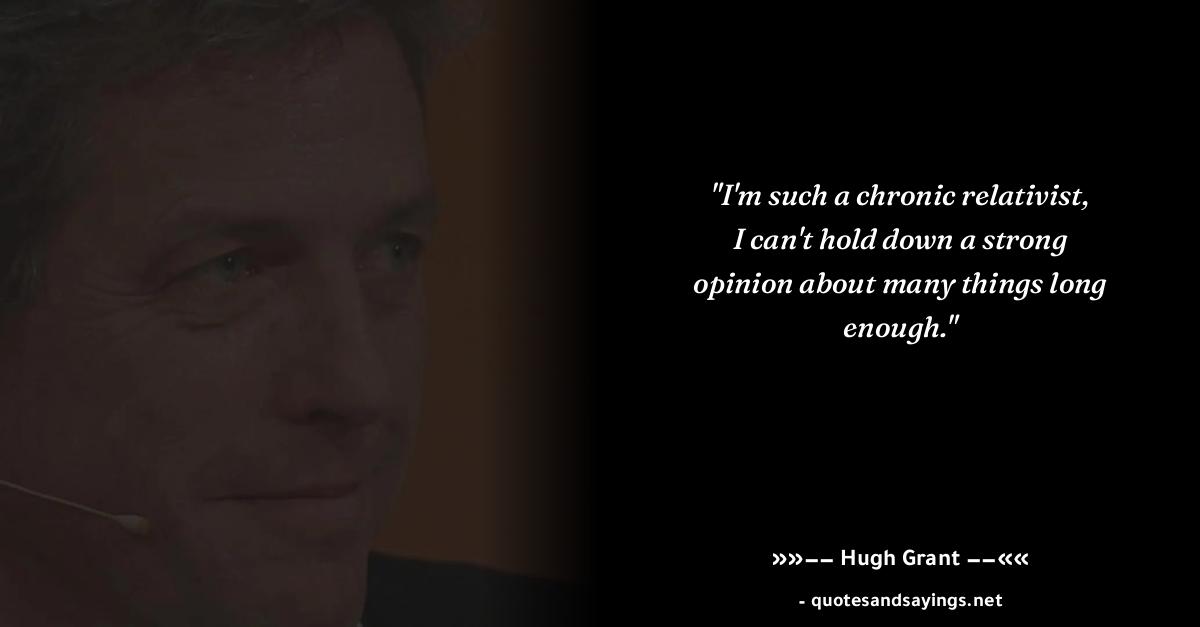 "I'm such a chronic relativist,
I can't hold down a strong
opinion about many things long
enough."
»»−− Hugh Grant −−««
- quotesandsayings.net